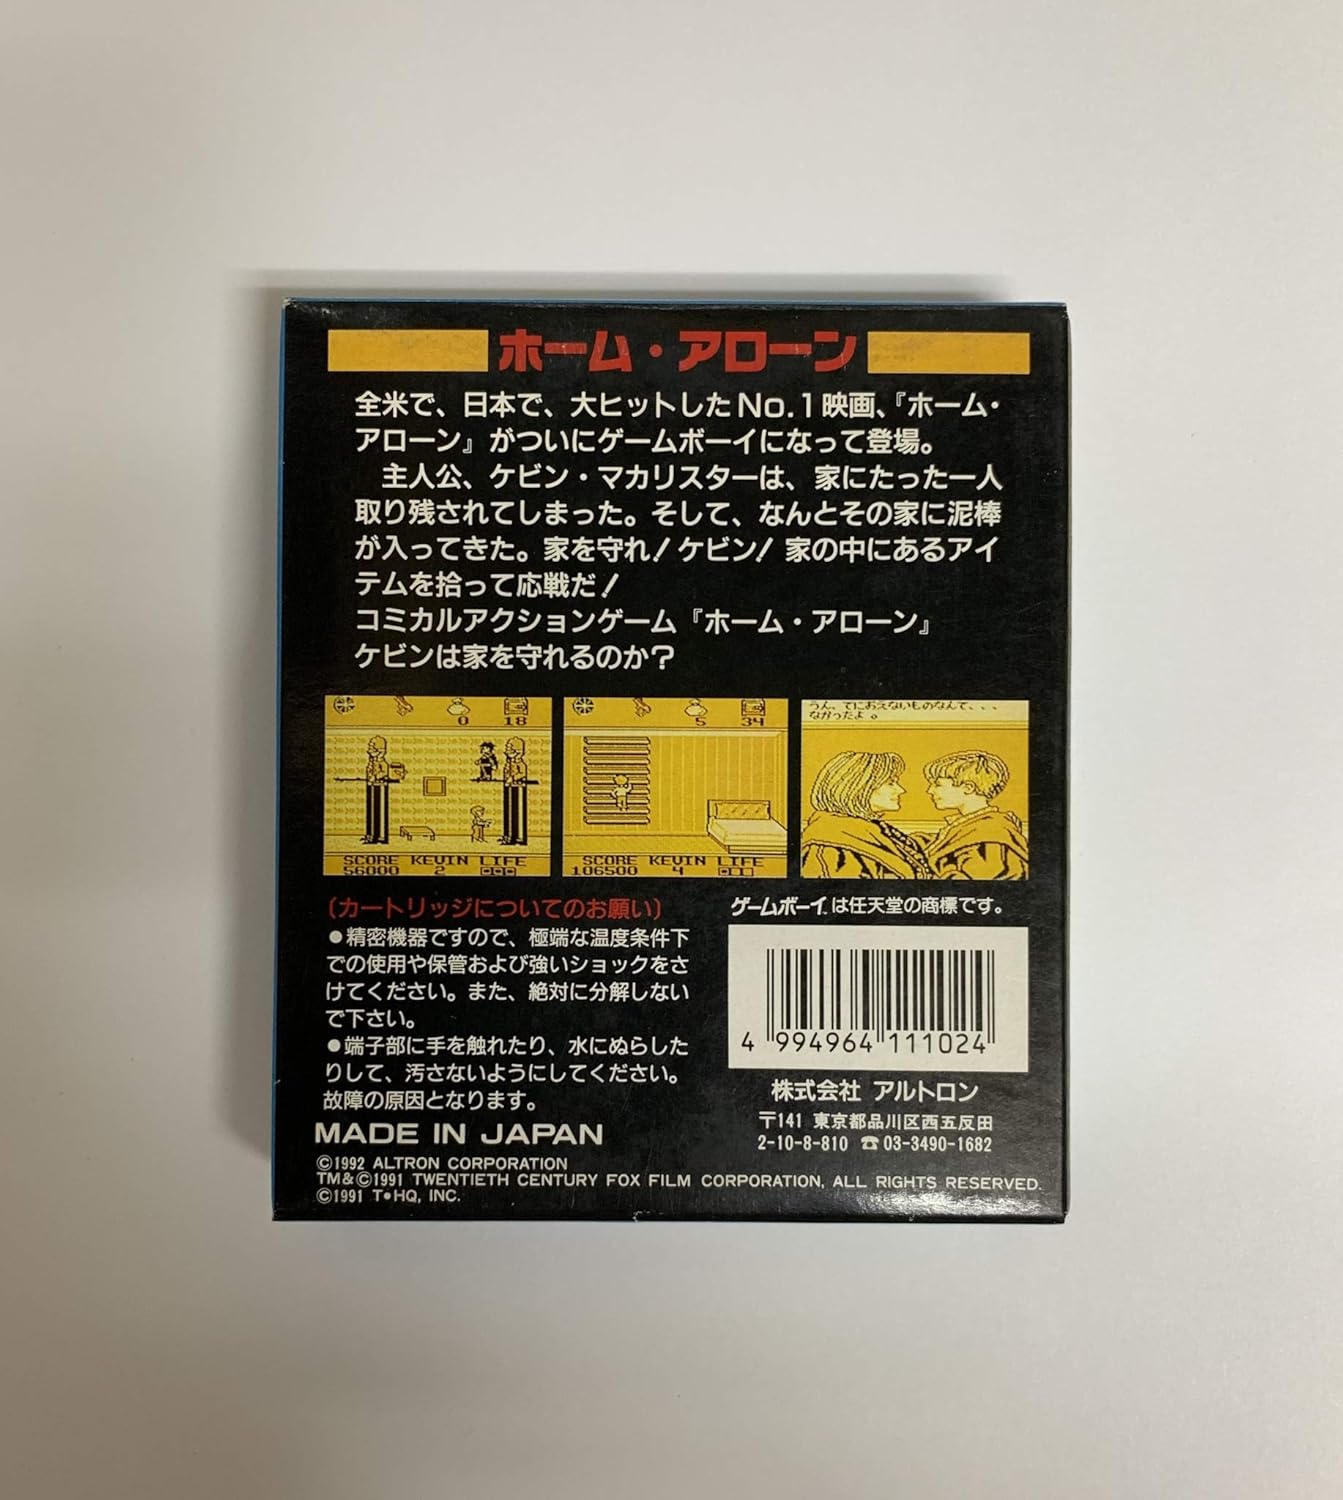 ホーム・アローン
全米で、日本で、大ヒットしたNo.1映画、『ホーム・
アローン』がついにゲームボーイになって登場。
主人公、ケビン・マカリスターは、家にたった一人
取り残されてしまった。そして、なんとその家に泥棒
が入ってきた。家を守れ!ケビン!家の中にあるアイ
テムを拾って応戦だ!
コミカルアクションゲーム『ホーム・アローン』
ケビンは家を守れるのか?
0 18
SCORE KEVIN LIFE
56000 2
5 34
SCORE KEVIN LIFE
106500 4
うん、てにおえないものなんて、、、
なかったよ。
(カートリッジについてのお願い)
●精密機器ですので、極端な温度条件下
での使用や保管および強いショックをさ
けてください。また、絶対に分解しない
で下さい。
●端子部に手を触れたり、水にぬらした
りして、汚さないようにしてください。
故障の原因となります。
MADE IN JAPAN
©1992 ALTRON CORPORATION
TM&©1991 TWENTIETH CENTURY FOX FILM CORPORATION, ALL RIGHTS RESERVED.
©1991 T•HQ, INC.
ゲームボーイ™は任天堂の商標です。
4 994964 111024
株式会社 アルトロン
〒141 東京都品川区西五反田
2-10-8-810 ☎03-3490-1682